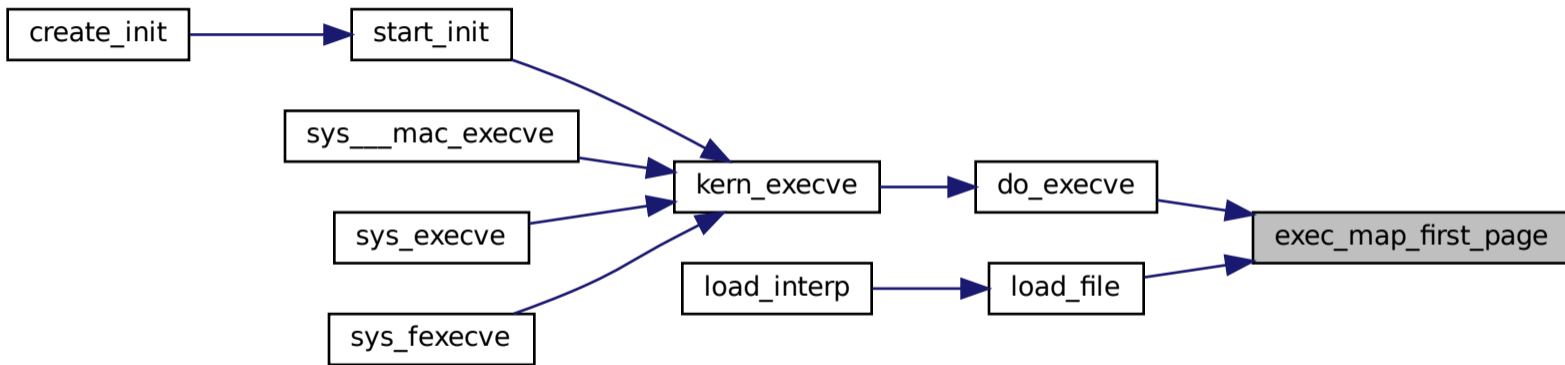 create_init
start_init
sys___mac_execve
kern_execve
do_execve
sys_execve
exec_map_first_page
load_interp
load_file
sys_fexecve